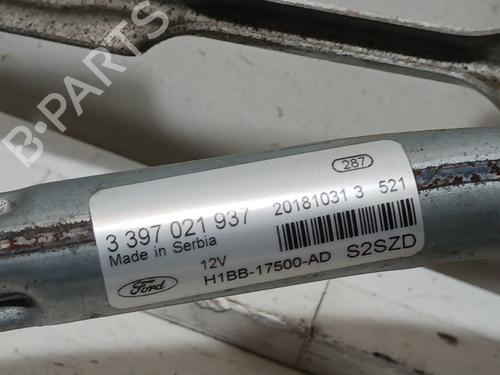 B-PARTS
287
3 397 021 937
20181031 3 521
Made in Serbia
12V
Ford
H1BB-17500-AD
S2SZD